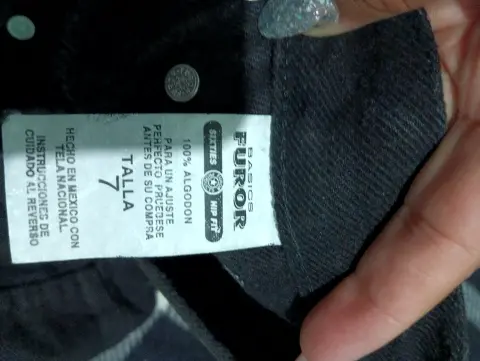 BASICS
FUROR
SIXTIES HIP FIT
100% ALGODON
PARA UN AJUSTE
PERFECTO PRUEBESE
ANTES DE SU COMPRA
TALLA
7
HECHO EN MEXICO CON
TELA NACIONAL.
INSTRUCCIONES DE
CUIDADO AL REVERSO